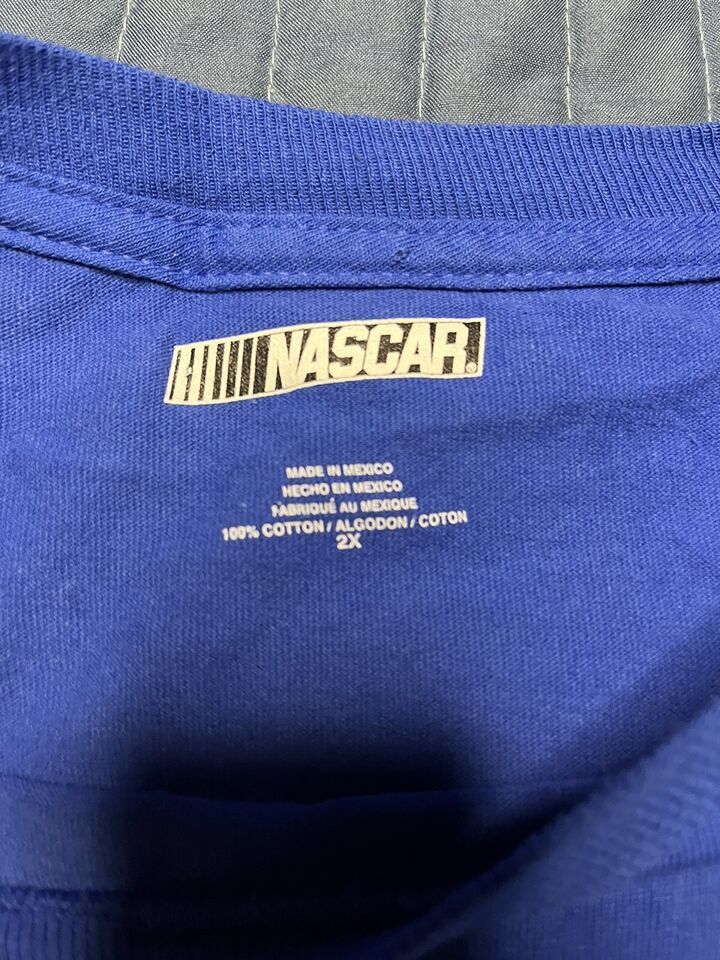 NASCAR®
MADE IN MEXICO
HECHO EN MEXICO
FABRIQUÉ AU MEXIQUE
100% COTTON / ALGODON / COTON
2X